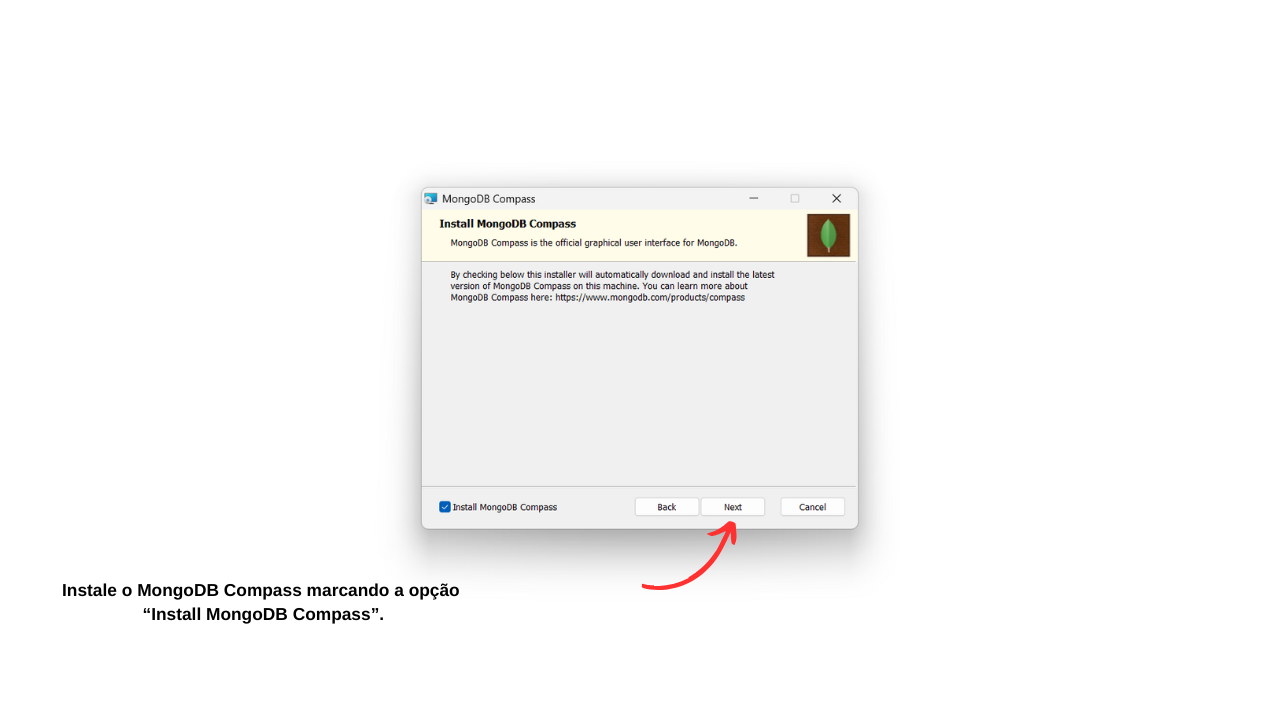 MongoDB Compass
Install MongoDB Compass
MongoDB Compass is the official graphical user interface for MongoDB.
By checking below this installer will automatically download and install the latest
version of MongoDB Compass on this machine. You can learn more about
MongoDB Compass here: https://www.mongodb.com/products/compass
Install MongoDB Compass
Back
Next
Cancel
Instale o MongoDB Compass marcando a opção
“Install MongoDB Compass”.